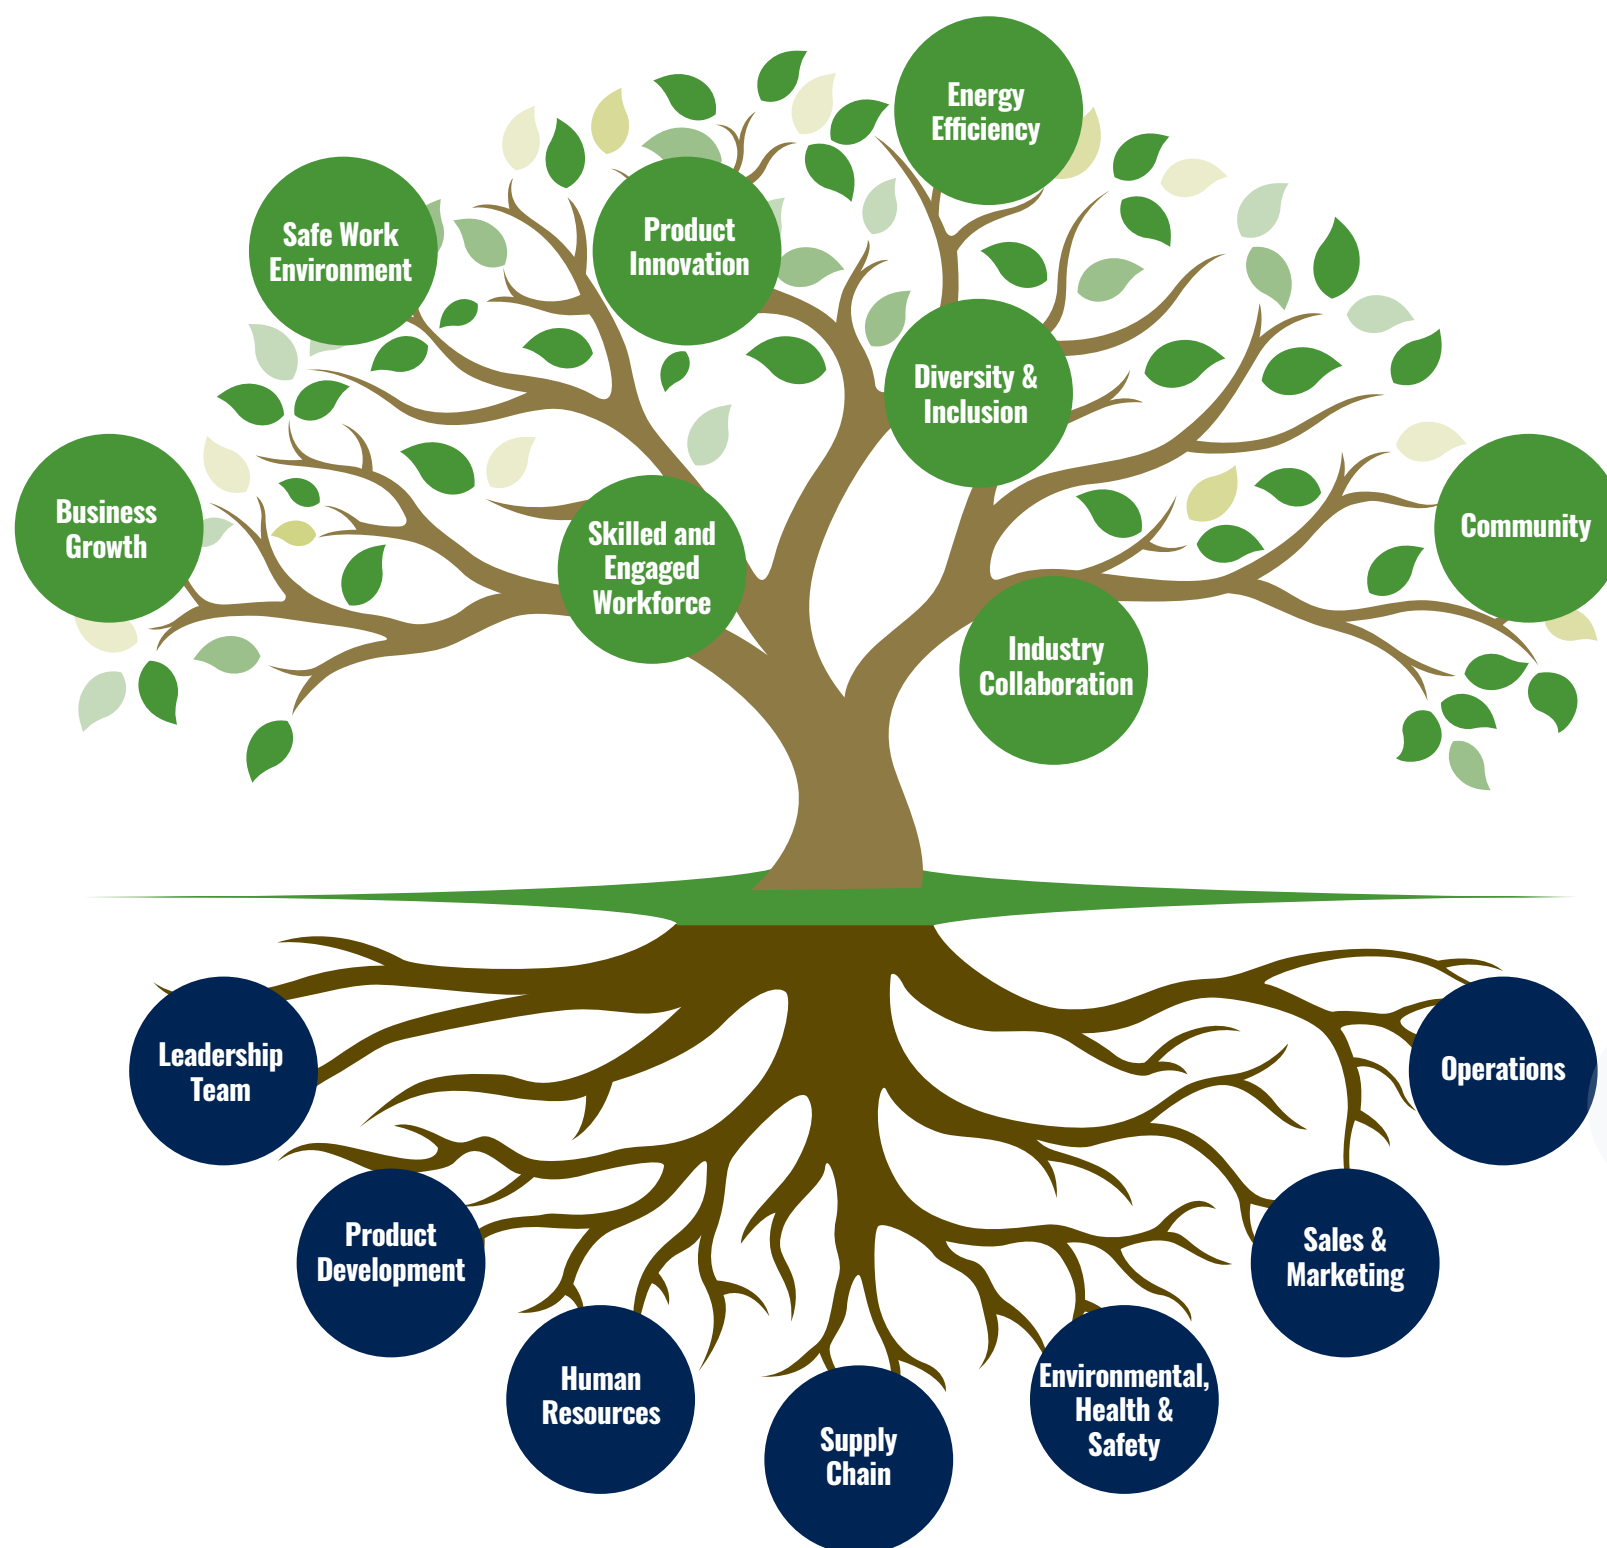 Energy
Efficiency
Safe Work
Environment
Product
Innovation
Diversity &
Inclusion
Business
Growth
Skilled and
Engaged
Workforce
Community
Industry
Collaboration
Leadership
Team
Operations
Product
Development
Sales &
Marketing
Human
Resources
Environmental,
Health &
Safety
Supply
Chain